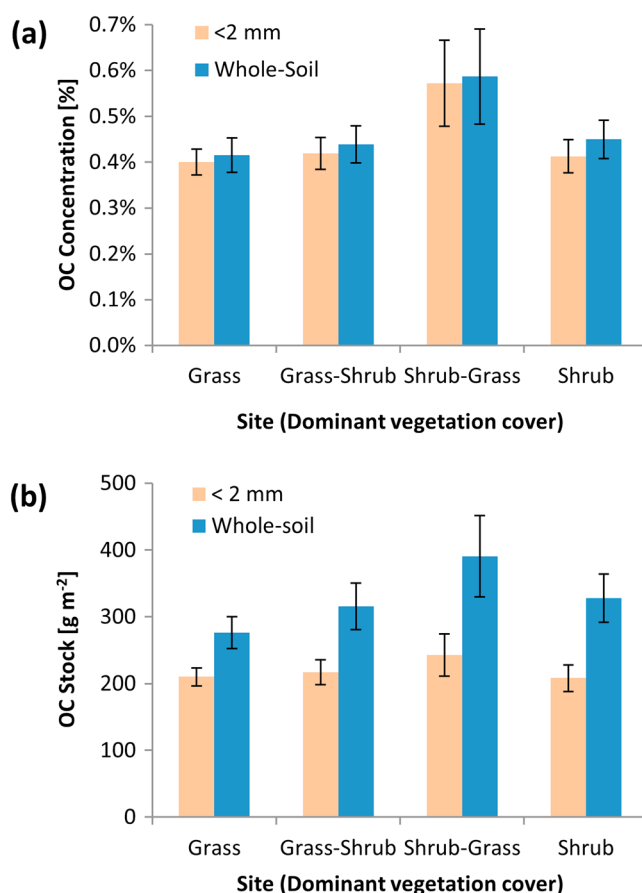 (a)
OC Concentration [%]
0.7%
0.6%
0.5%
0.4%
0.3%
0.2%
0.1%
0.0%
<2 mm
Whole-Soil
Grass Grass-Shrub Shrub-Grass Shrub
Site (Dominant vegetation cover)
(b)
OC Stock [g m⁻²]
500
400
300
200
100
0
< 2 mm
Whole-soil
Grass Grass-Shrub Shrub-Grass Shrub
Site (Dominant vegetation cover)